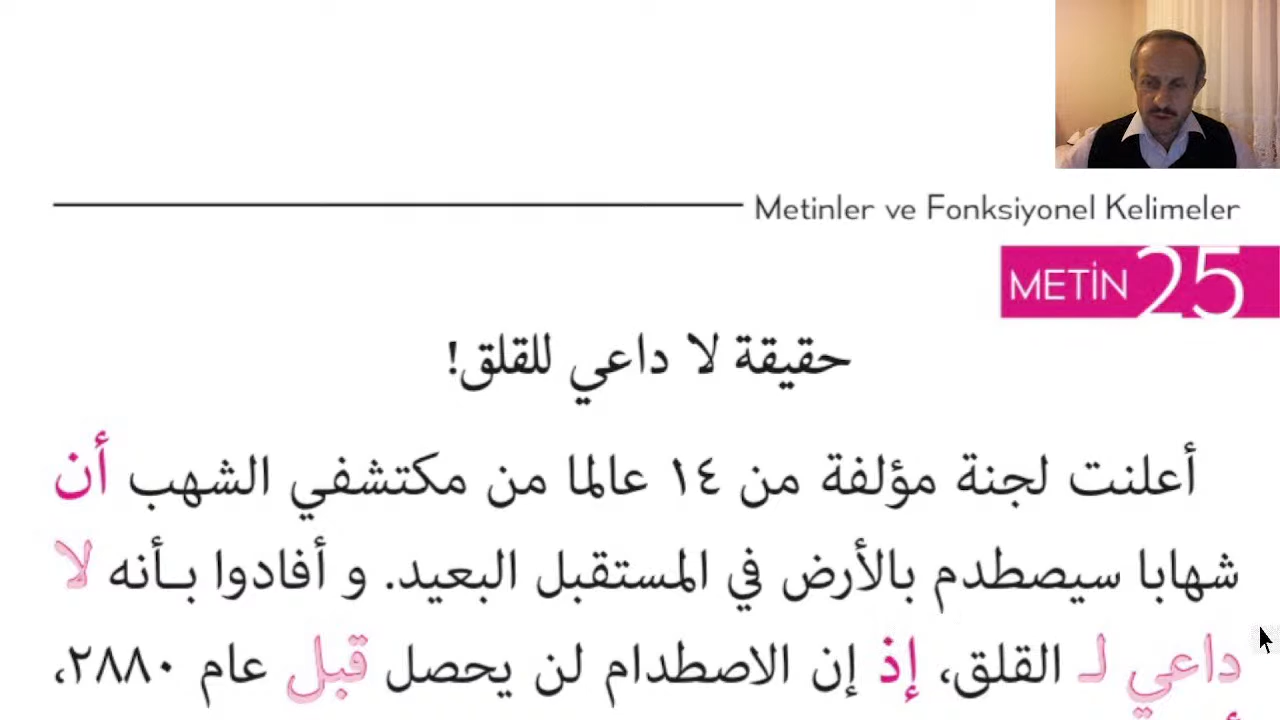 Metinler ve Fonksiyonel Kelimeler
METİN 25
حقيقة لا داعي للقلق!
أعلنت لجنة مؤلفة من ١٤ عالما من مكتشفي الشهب أن
شهابا سيصطدم بالأرض في المستقبل البعيد. و أفادوا بـأنه لا
داعي لـ القلق، إذ إن الاصطدام لن يحصل قبل عام ٢٨٨٠،